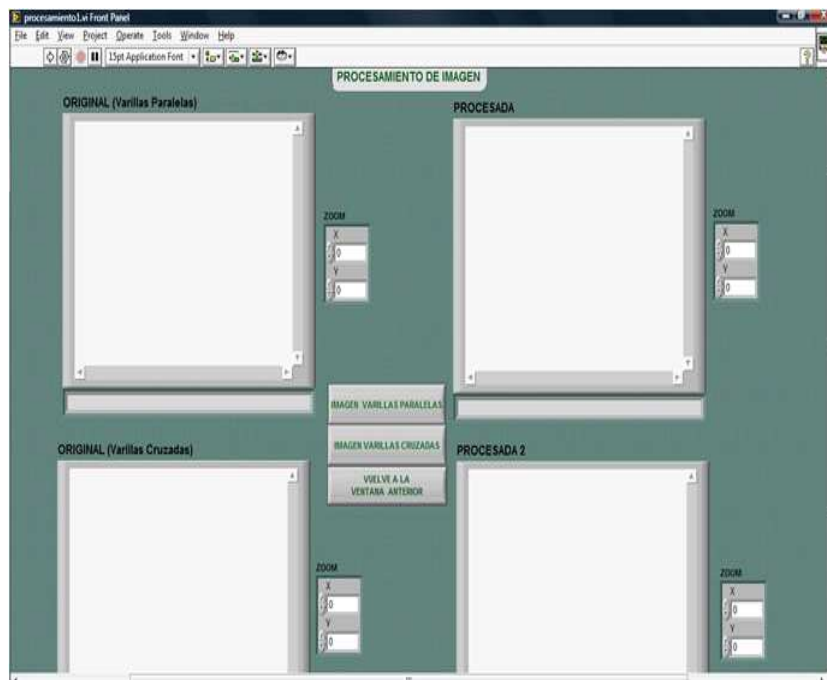 procesamiento1.vi Front Panel
File Edit View Project Operate Tools Window Help
15pt Application Font
PROCESAMIENTO DE IMAGEN
ORIGINAL (Varillas Paralelas)
PROCESADA
ZOOM
X
0
Y
0
ZOOM
X
0
Y
0
IMAGEN VARILLAS PARALELAS
IMAGEN VARILLAS CRUZADAS
VUELVE A LA
VENTANA ANTERIOR
ORIGINAL (Varillas Cruzadas)
PROCESADA 2
ZOOM
X
0
Y
0
ZOOM
X
0
Y
0